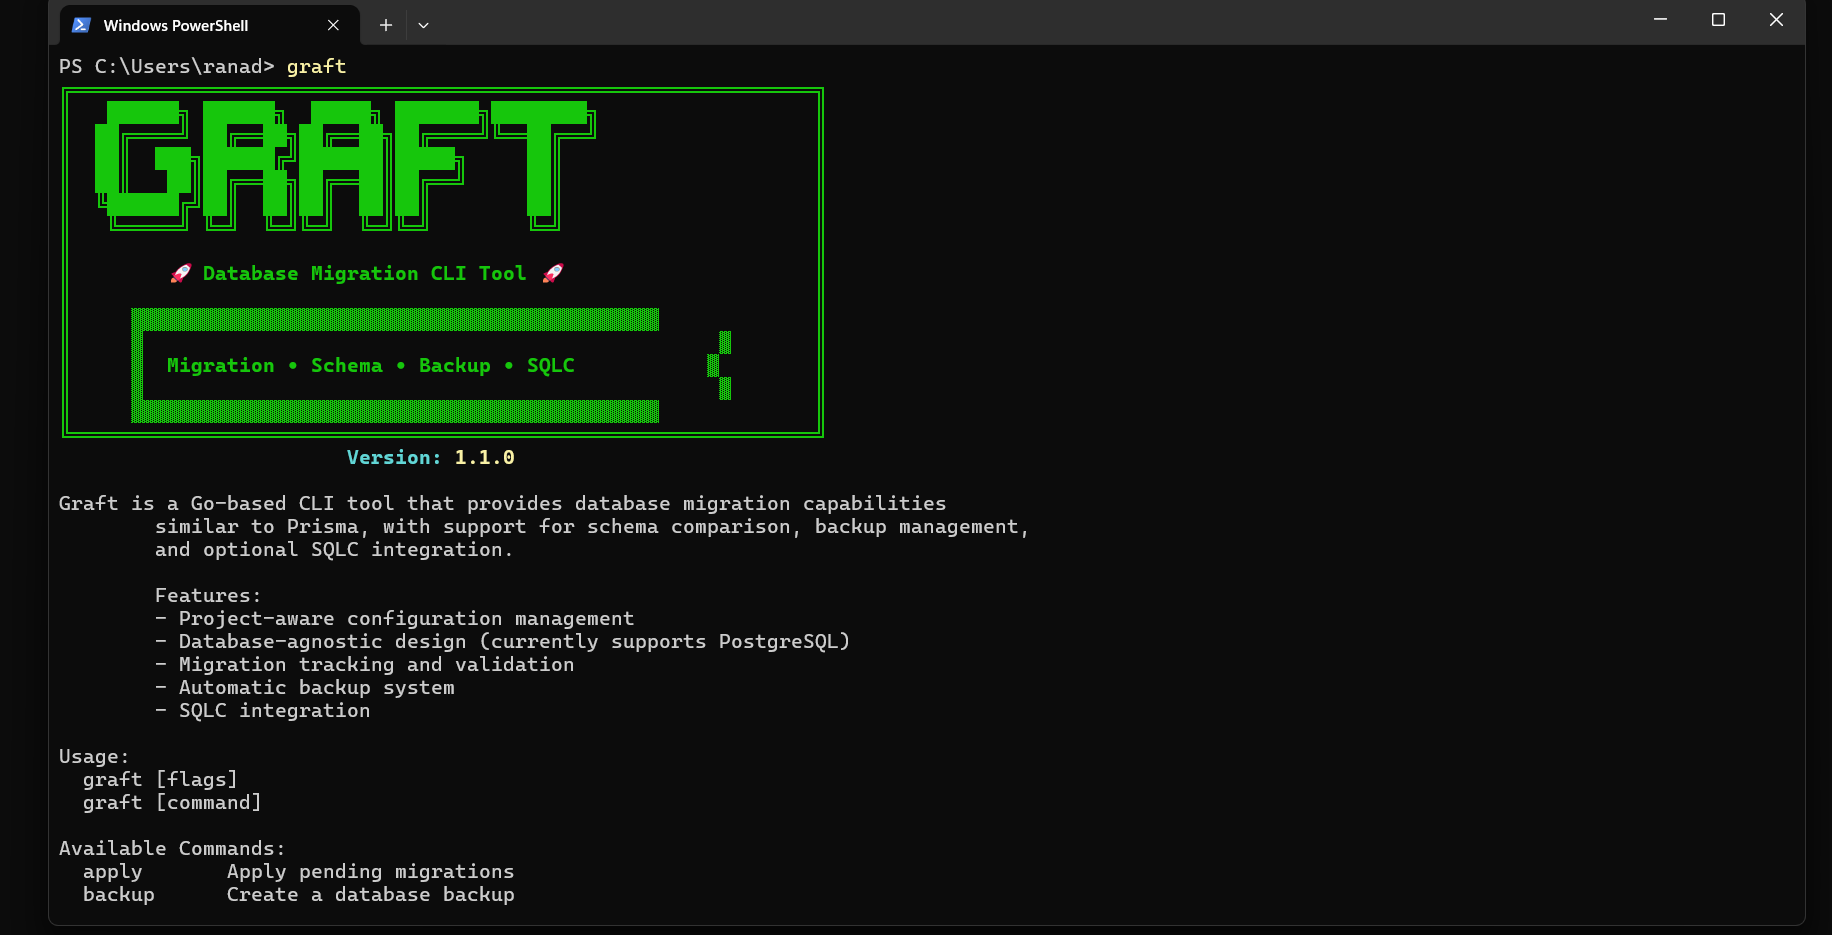 Windows PowerShell
PS C:\Users\ranad> graft
GRAFT
🚀 Database Migration CLI Tool 🚀
Migration • Schema • Backup • SQLC
Version: 1.1.0
Graft is a Go-based CLI tool that provides database migration capabilities
similar to Prisma, with support for schema comparison, backup management,
and optional SQLC integration.
Features:
- Project-aware configuration management
- Database-agnostic design (currently supports PostgreSQL)
- Migration tracking and validation
- Automatic backup system
- SQLC integration
Usage:
graft [flags]
graft [command]
Available Commands:
apply       Apply pending migrations
backup      Create a database backup